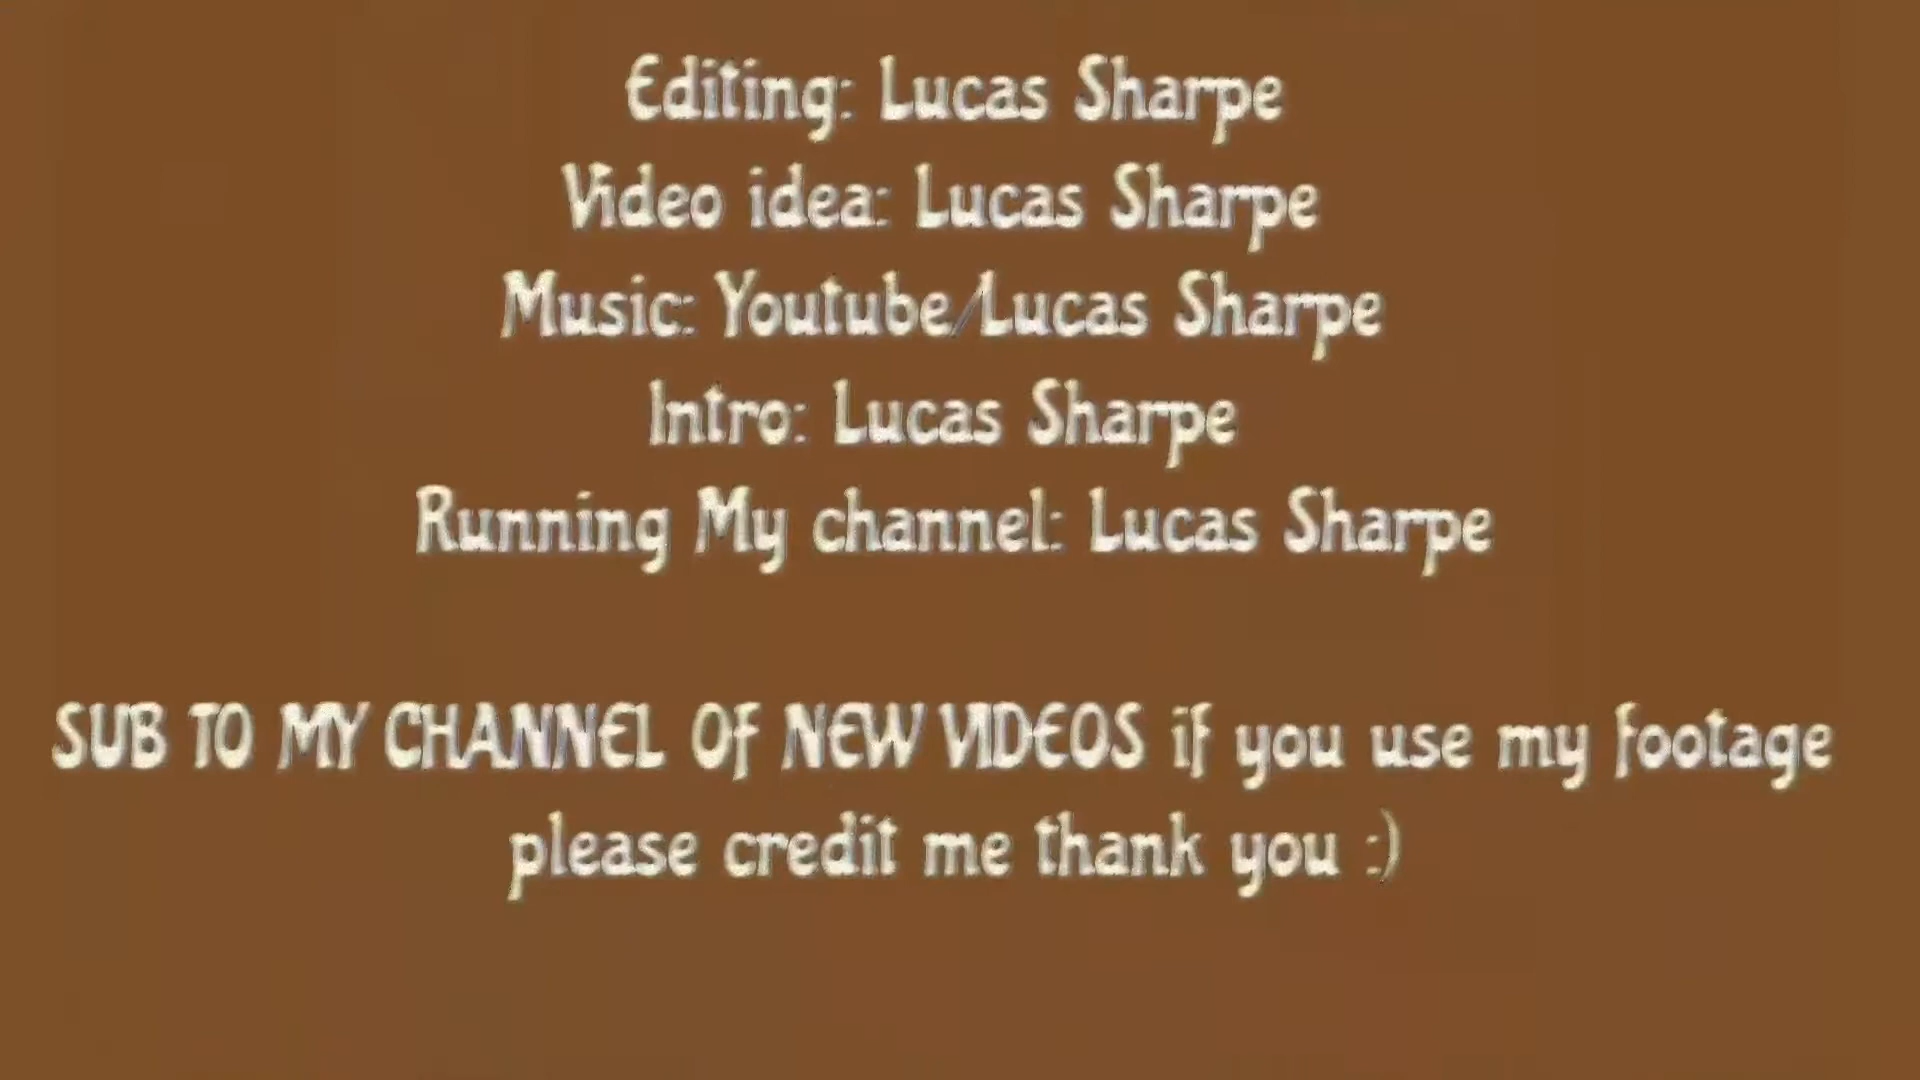 Editing: Lucas Sharpe
Video idea: Lucas Sharpe
Music: Youtube/Lucas Sharpe
Intro: Lucas Sharpe
Running My channel: Lucas Sharpe
SUB TO MY CHANNEL OF NEW VIDEOS if you use my footage
please credit me thank you :)